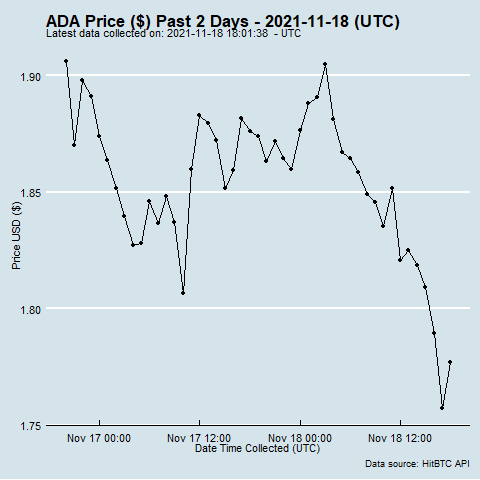 ADA Price ($) Past 2 Days - 2021-11-18 (UTC)
Latest data collected on: 2021-11-18 18:01:38 - UTC
Price USD ($)
1.90
1.85
1.80
1.75
Nov 17 00:00 Nov 17 12:00 Nov 18 00:00 Nov 18 12:00
Date Time Collected (UTC)
Data source: HitBTC API